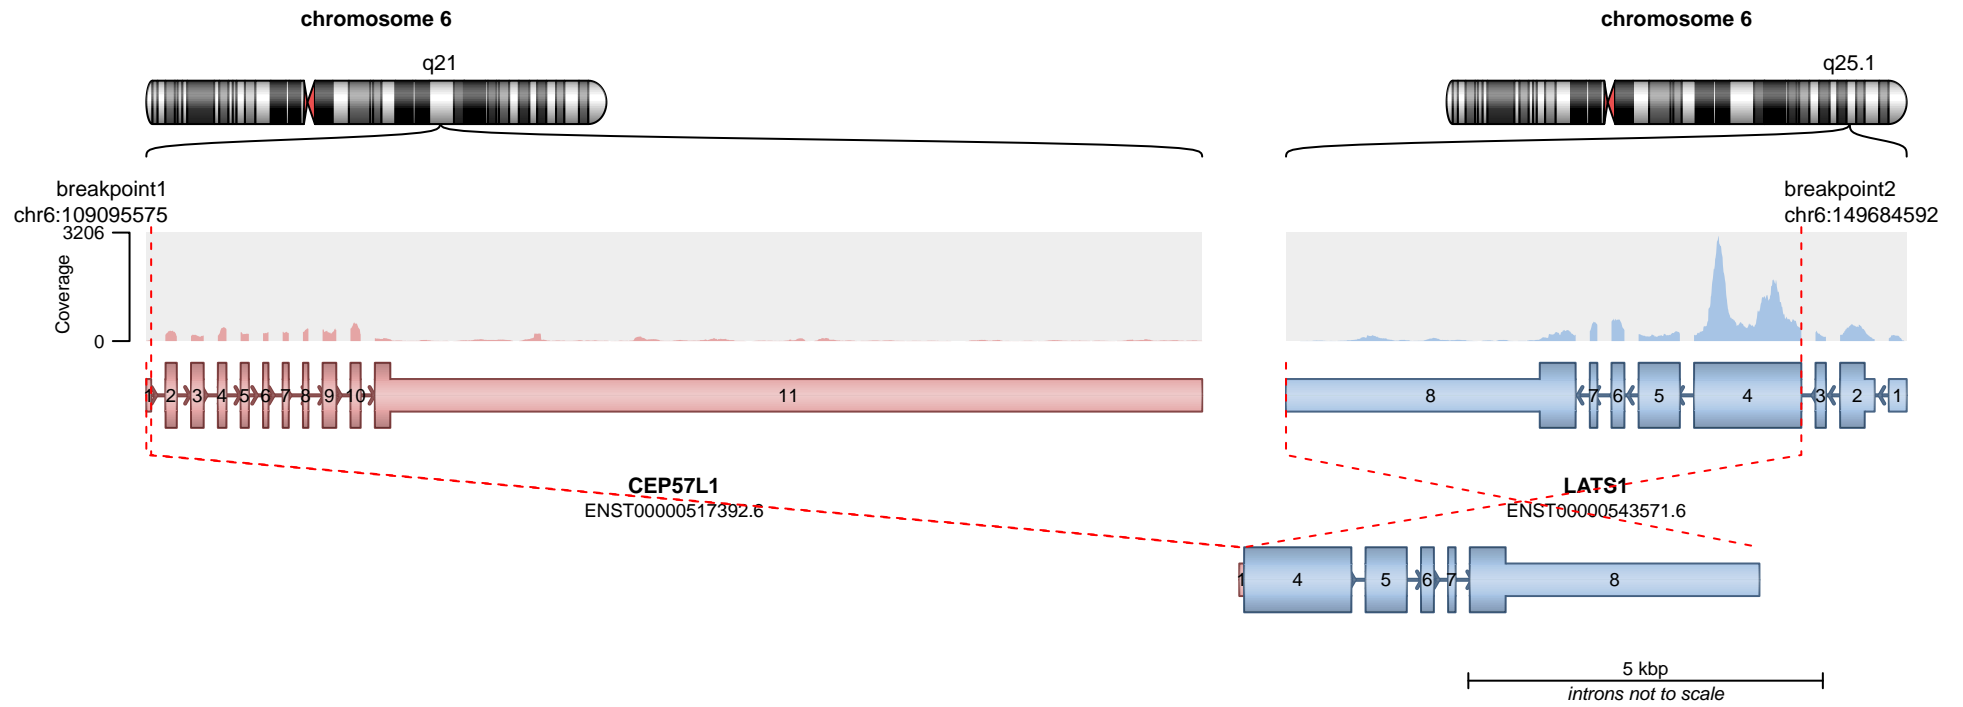 chromosome 6
chromosome 6
q21
q25.1
breakpoint1
chr6:109095575
breakpoint2
chr6:149684592
3206
Coverage
0
1 2 3 4 5 6 7 8 9 10 11
8 7 6 5 4 3 2 1
CEP57L1
ENST00000517392.6
LATS1
ENST00000543571.6
1 4 5 6 7 8
5 kbp
introns not to scale